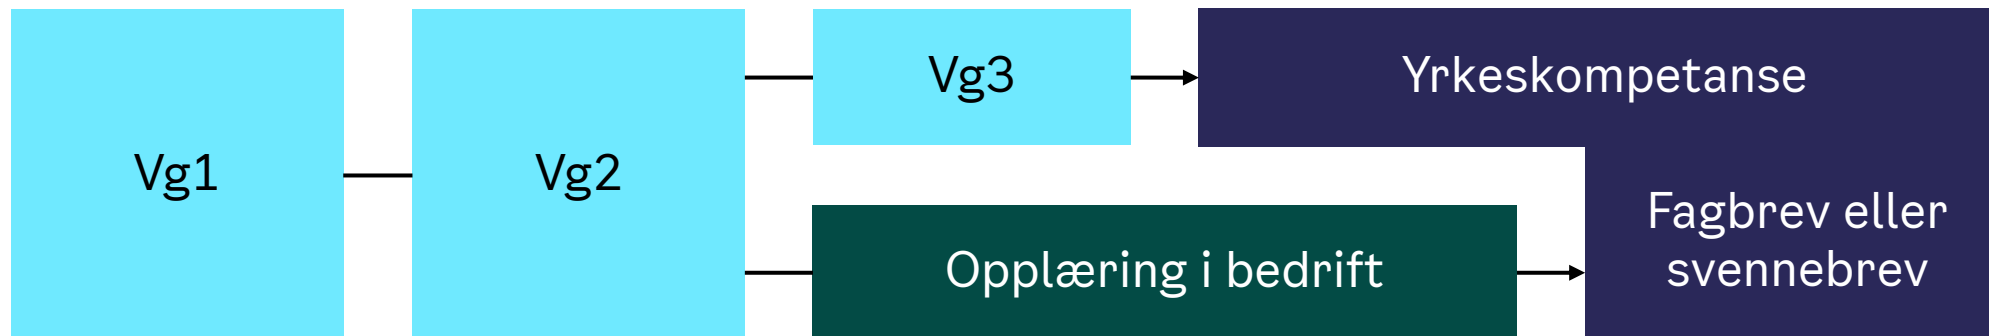 Vg1
Vg2
Vg3
Yrkeskompetanse
Opplæring i bedrift
Fagbrev eller
svennebrev